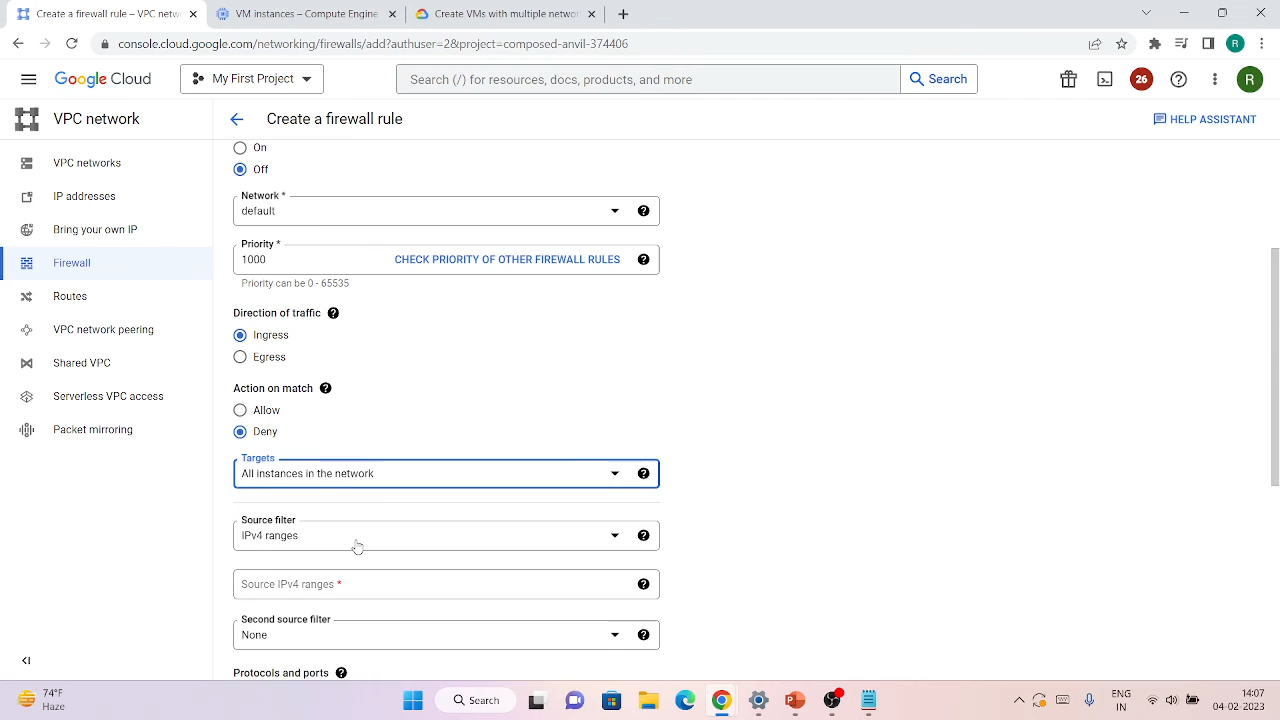 Create a firewall rule – VPC netw
VM instances – Compute Engine
Create VMs with multiple networ
console.cloud.google.com/networking/firewalls/add?authuser=2&project=compared-anvil-374406
R
Google Cloud
My First Project
Search (/) for resources, docs, products, and more
Search
26
R
VPC network
Create a firewall rule
HELP ASSISTANT
VPC networks
IP addresses
Bring your own IP
Firewall
Routes
VPC network peering
Shared VPC
Serverless VPC access
Packet mirroring
On
Off
Network *
default
Priority *
1000
CHECK PRIORITY OF OTHER FIREWALL RULES
Priority can be 0 - 65535
Direction of traffic
Ingress
Egress
Action on match
Allow
Deny
Targets
All instances in the network
Source filter
IPv4 ranges
Source IPv4 ranges *
Second source filter
None
Protocols and ports
74°F
Haze
Search
ENG
IN
14:07
04-02-2023